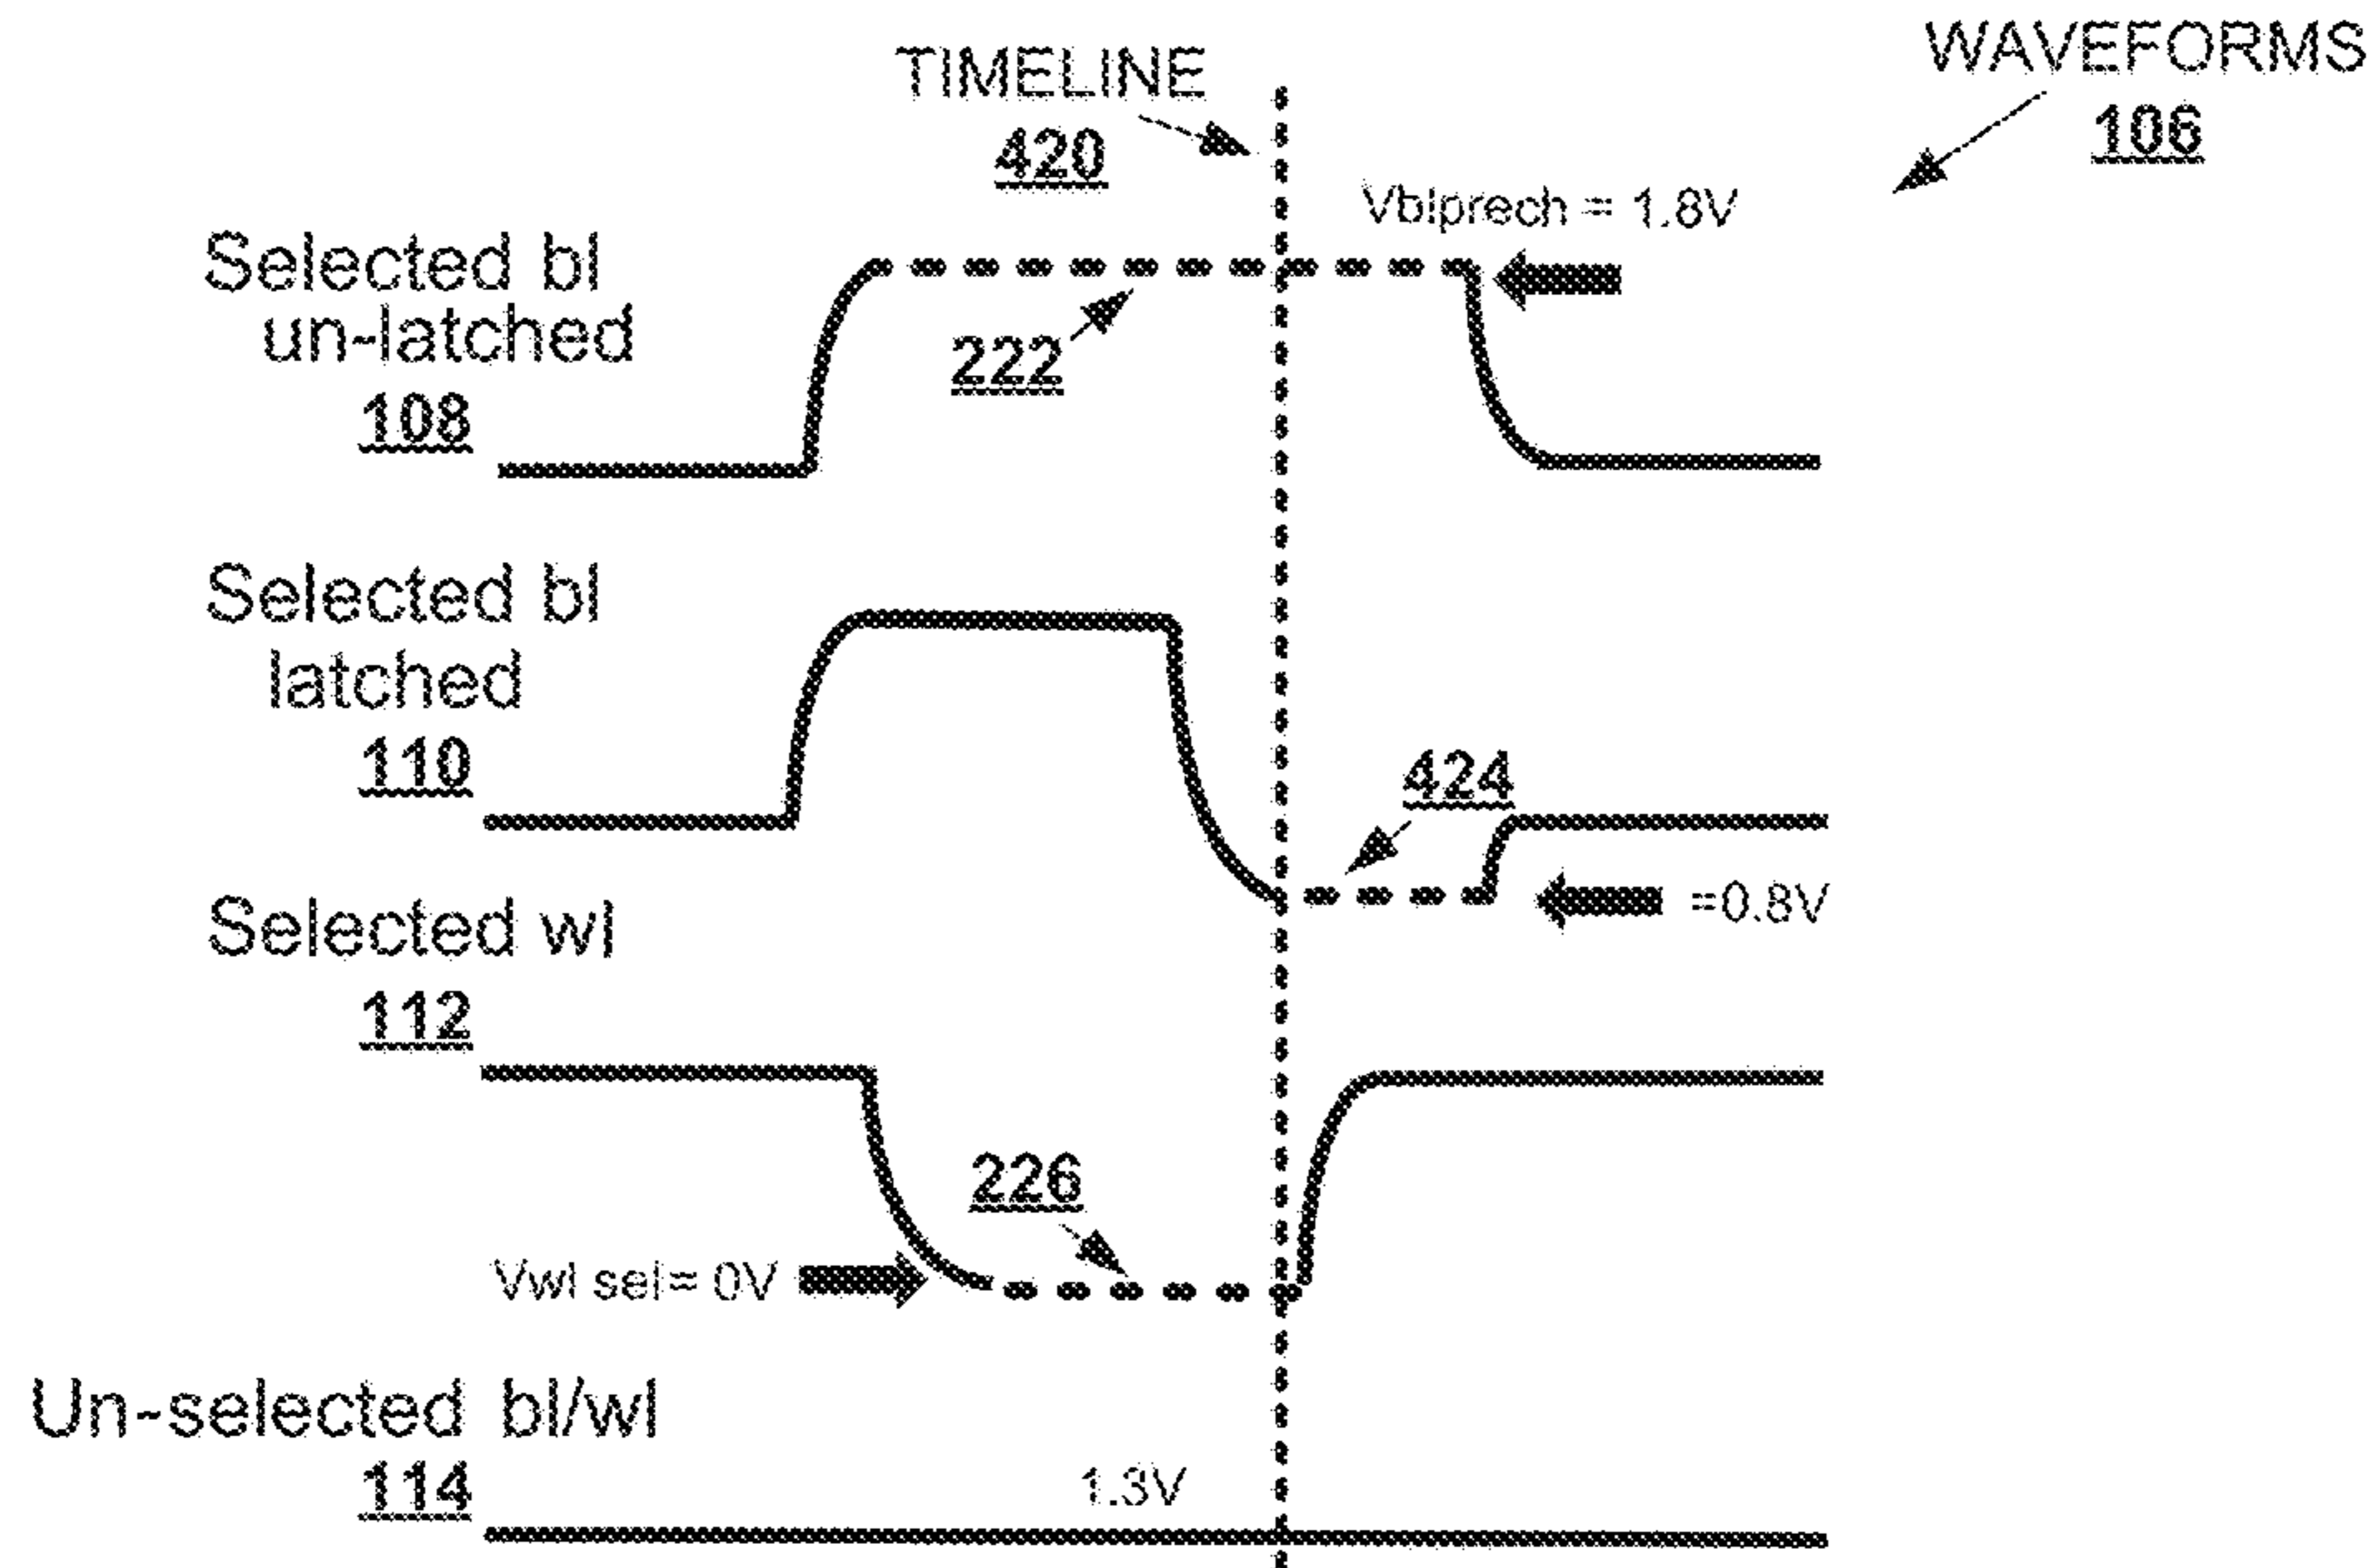 TIMELINE
420
WAVEFORMS
106
Vblprech = 1.8V
Selected bl
un-latched
108
222
Selected bl
latched
110
424
=0.8V
Selected wl
112
226
Vwl sel= 0V
Un-selected bl/wl
114
1.3V